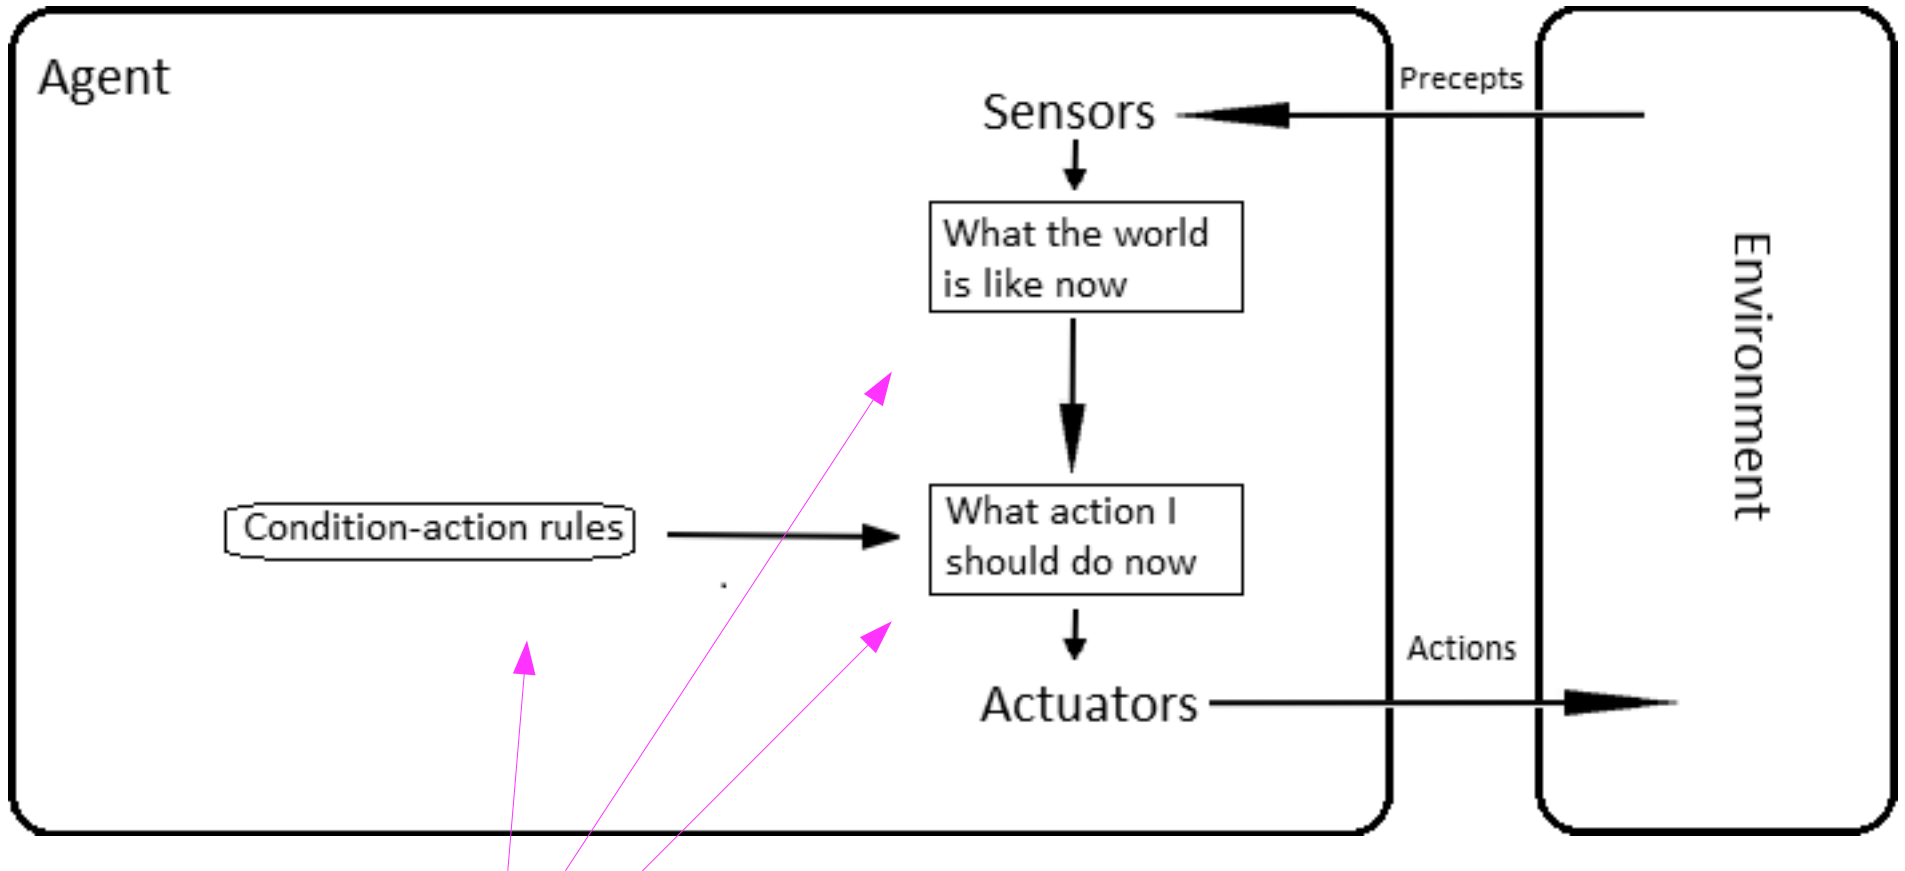 Agent
Sensors
Precepts
What the world
is like now
Environment
Condition-action rules
What action I
should do now
Actions
Actuators